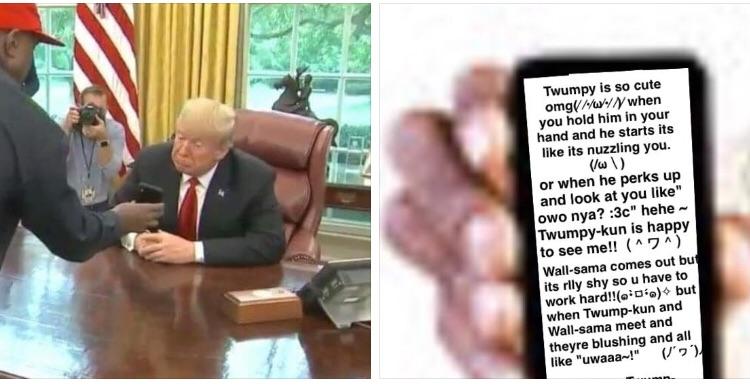 Twumpy is so cute
omg(//•/ω/•//)/ when
you hold him in your
hand and he starts its
like its nuzzling you.
(/ω \ )
or when he perks up
and look at you like"
owo nya? :3c" hehe ~
Twumpy-kun is happy
to see me!! ( ^ ワ ^ )
Wall-sama comes out but
its rlly shy so u have to
work hard!!(๑•̀ㅁ•́๑)✧ but
when Twump-kun and
Wall-sama meet and
theyre blushing and all
like "uwaaa~!" (ﾉ´ヮ´)ﾉ